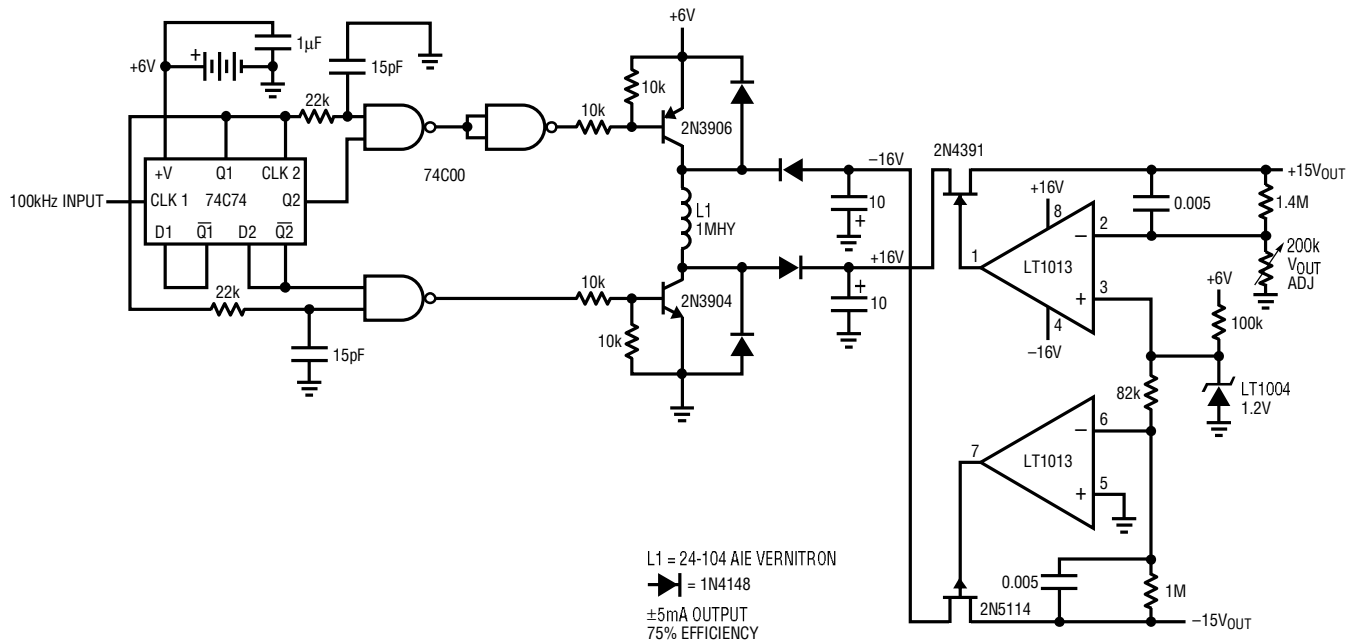 +6V
1µF
+6V
+
15pF
22k
10k
10k
2N3906
+V
Q1
CLK 2
100kHz INPUT
CLK 1
74C74
Q2
74C00
D1
Q1
D2
Q2
L1
1MHY
–16V
10
+
2N4391
+15VOUT
+16V
8
0.005
1.4M
2
–
1
LT1013
200k
VOUT
ADJ
3
+
4
–16V
+6V
100k
+16V
+
10
22k
15pF
10k
2N3904
10k
82k
LT1004
1.2V
6
–
7
LT1013
5
+
L1 = 24-104 AIE VERNITRON
= 1N4148
±5mA OUTPUT
75% EFFICIENCY
0.005
1M
2N5114
–15VOUT